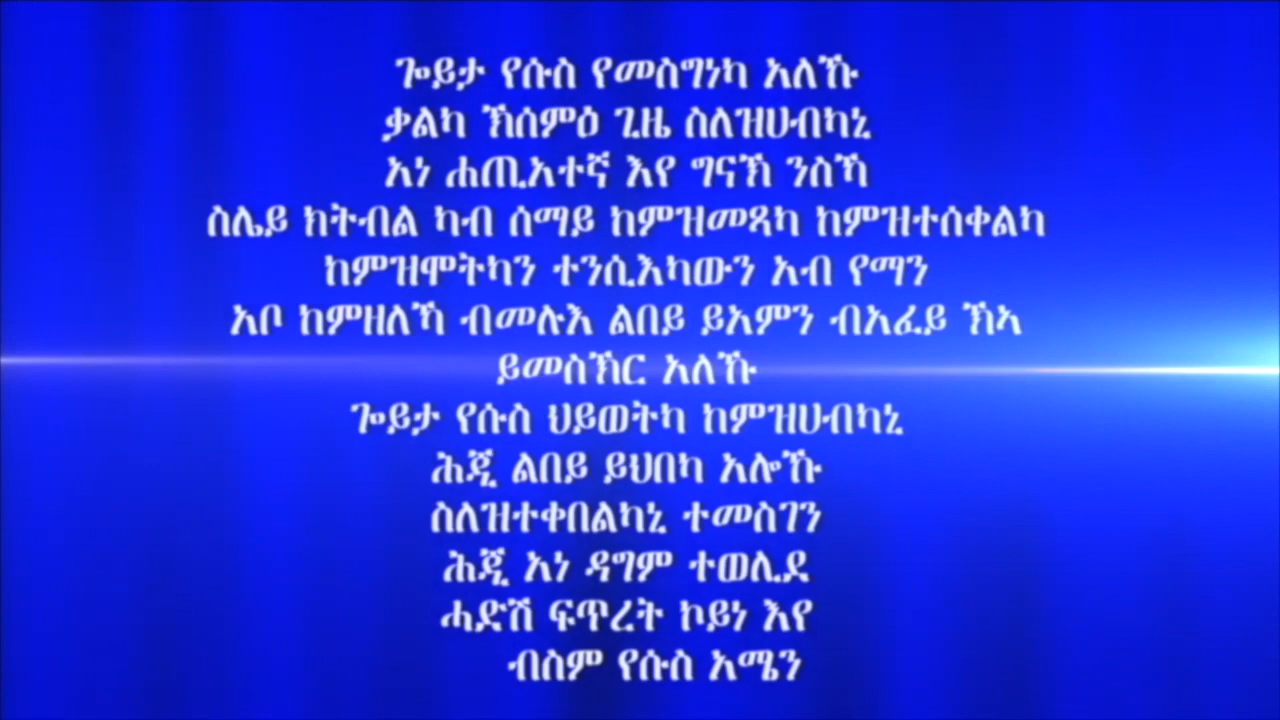 ጐይታ የሱስ የመስግነካ አለኹ
ቃልካ ኽሰምዕ ጊዜ ስለዝሀብካኒ
አነ ሐጢአተኛ እየ ግናኽ ንስኻ
ስሌይ ክትብል ካብ ሰማይ ከምዝመጻካ ከምዝተሰቀልካ
ከምዝሞትካን ተንሲእካውን አብ የማን
አቦ ከምዘለኻ ብመሉእ ልበይ ይአምን ብአፈይ ኽኣ
ይመስኽር አለኹ
ጐይታ የሱስ ህይወትካ ከምዝሀብካኒ
ሕጂ ልበይ ይህበካ አሎኹ
ስለዝተቀበልካኒ ተመስገን
ሕጂ አነ ዳግም ተወሊደ
ሓድሽ ፍጥረት ኮይነ እየ
ብስም የሱስ አሜን